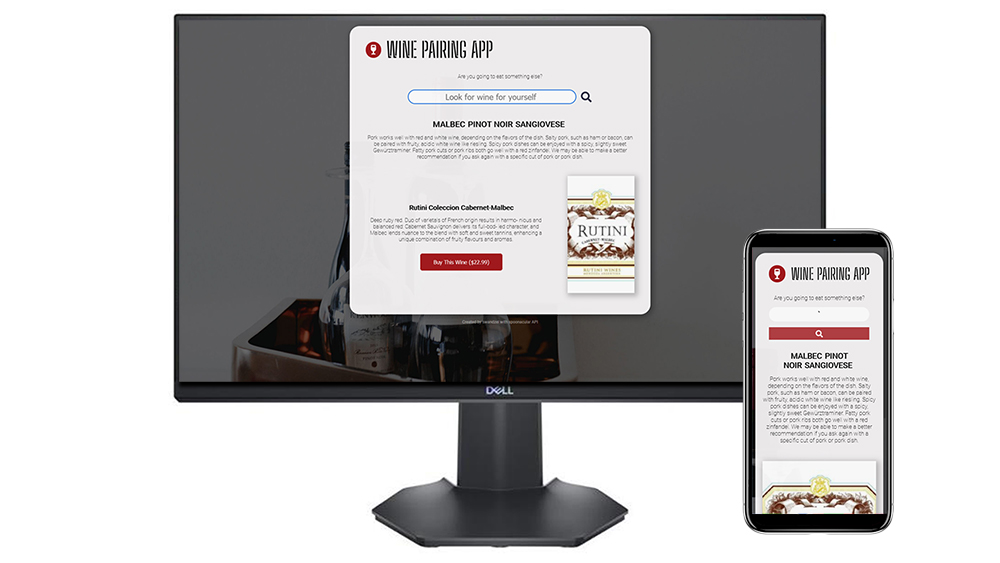 WINE PAIRING APP
Are you going to eat something else?
Look for wine for yourself
MALBEC PINOT NOIR SANGIOVESE
Pork works well with red and white wine, depending on the flavors of the dish. Salty pork, such as ham or bacon, can
be paired with fruity, acidic white wine like riesling. Spicy pork dishes can be enjoyed with a spicy, slightly sweet
Gewürztraminer. Fatty pork cuts or pork ribs both go well with a red zinfandel. We may be able to make a better
recommendation if you ask again with a specific cut of pork or pork dish.
Rutini Coleccion Cabernet-Malbec
Deep ruby red. Duo of varietals of French origin results in harmo- nious and
balanced red. Cabernet Sauvignon delivers its full-bod- ied character, and
Malbec lends nuance to the blend with soft and sweet tannins, enhancing a
unique combination of fruity flavours and aromas.
Buy This Wine ($22.99)
RUTINI
CABERNET MALBEC
RUTINI WINES
Created by
with
API
DELL
WINE PAIRING APP
Are you going to eat something else?
MALBEC PINOT
NOIR SANGIOVESE
Pork works well with red and white wine,
depending on the flavors of the dish. Salty
pork, such as ham or bacon, can be paired
with fruity, acidic white wine like riesling. Spicy
pork dishes can be enjoyed with a spicy,
slightly sweet Gewürztraminer. Fatty pork
cuts or pork ribs both go well with a red
zinfandel. We may be able to make a better
recommendation if you ask again with a
specific cut of pork or pork dish.